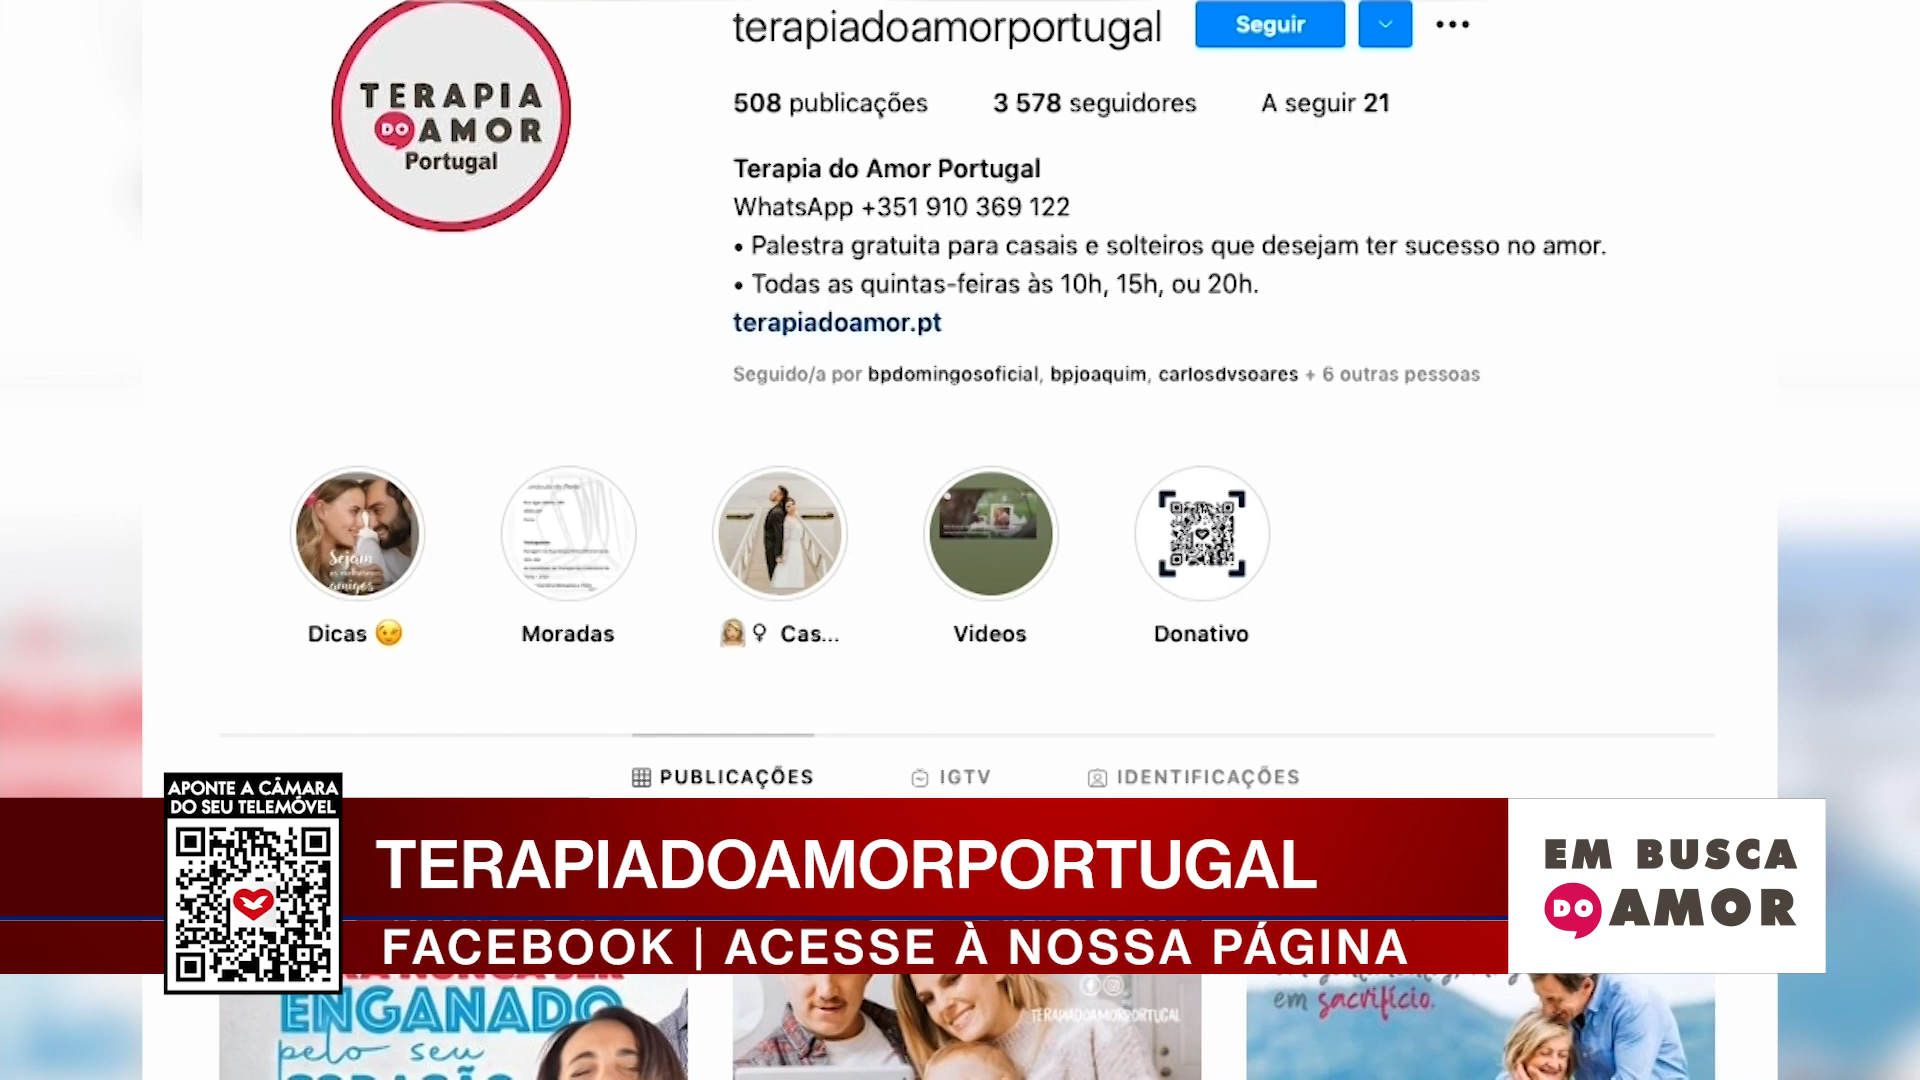 terapiadoamorportugal
Seguir
TERAPIA
DO AMOR
Portugal
508 publicações 3 578 seguidores A seguir 21
Terapia do Amor Portugal
WhatsApp +351 910 369 122
• Palestra gratuita para casais e solteiros que desejam ter sucesso no amor.
• Todas as quintas-feiras às 10h, 15h, ou 20h.
terapiadoamor.pt
Seguido/a por bpdomingosoficial, bpjoaquim, carlosdvsoares + 6 outras pessoas
Sejam
amigos
Dicas 😉 Moradas 👩🏼♀ Cas... Videos Donativo
PUBLICAÇÕES IGTV IDENTIFICAÇÕES
APONTE A CÂMARA
DO SEU TELEMÓVEL
TERAPIADOAMORPORTUGAL
FACEBOOK | ACESSE À NOSSA PÁGINA
EM BUSCA
DO AMOR
ENGANADO
pelo seu
CORAÇÃO
TERAPIADOAMORPORTUGAL
em sacrifício.